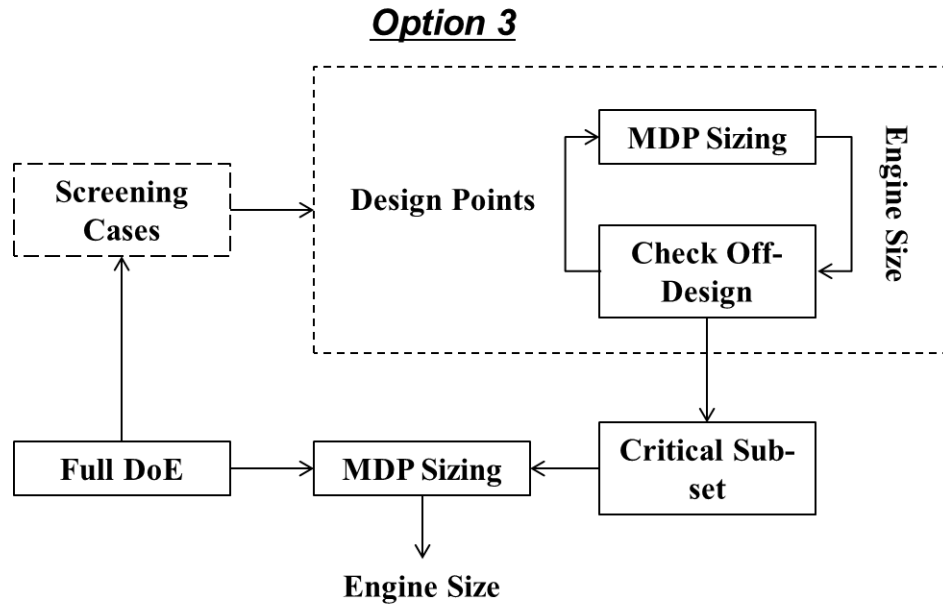 Option 3
MDP Sizing
Screening
Cases
Design Points
Engine Size
Check Off-
Design
Full DoE
MDP Sizing
Critical Sub-
set
Engine Size